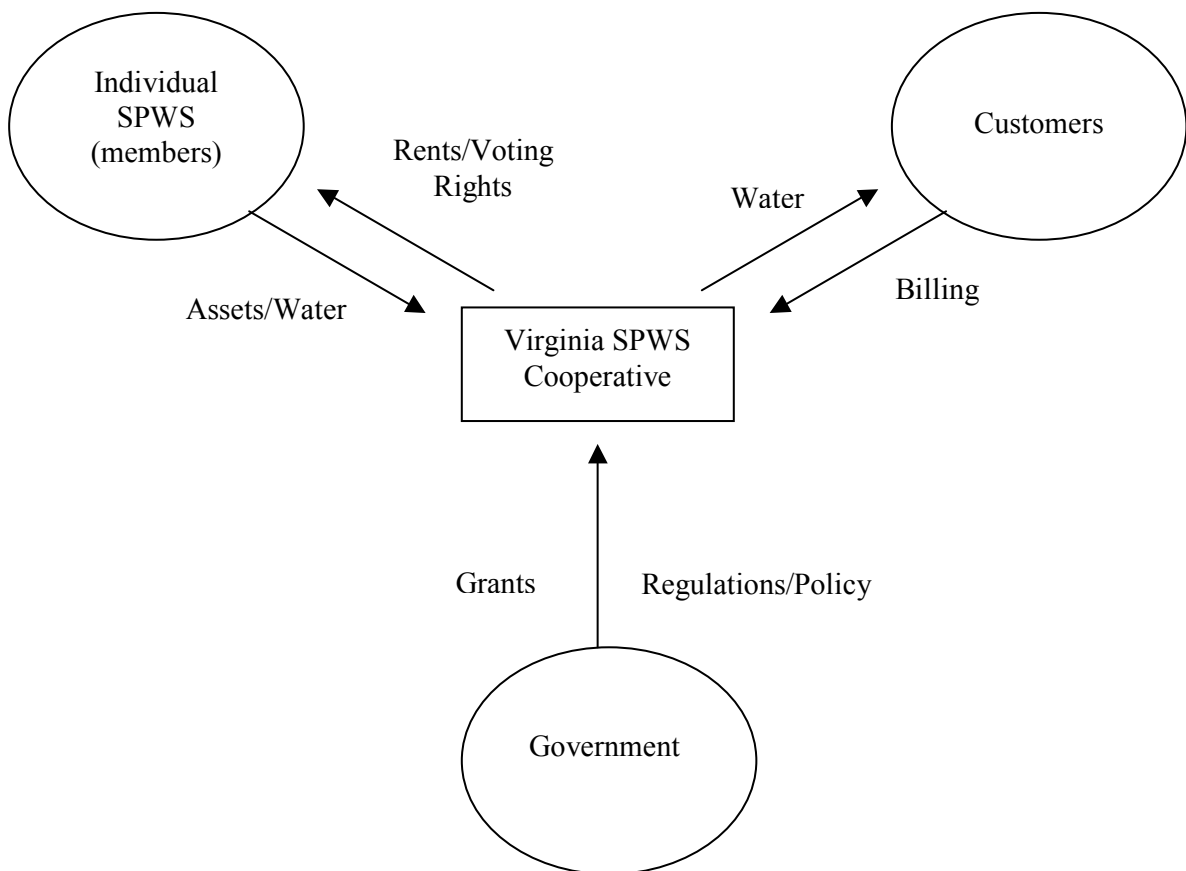 Individual
SPWS
(members)
Customers
Rents/Voting
Rights
Water
Assets/Water
Billing
Virginia SPWS
Cooperative
Grants
Regulations/Policy
Government